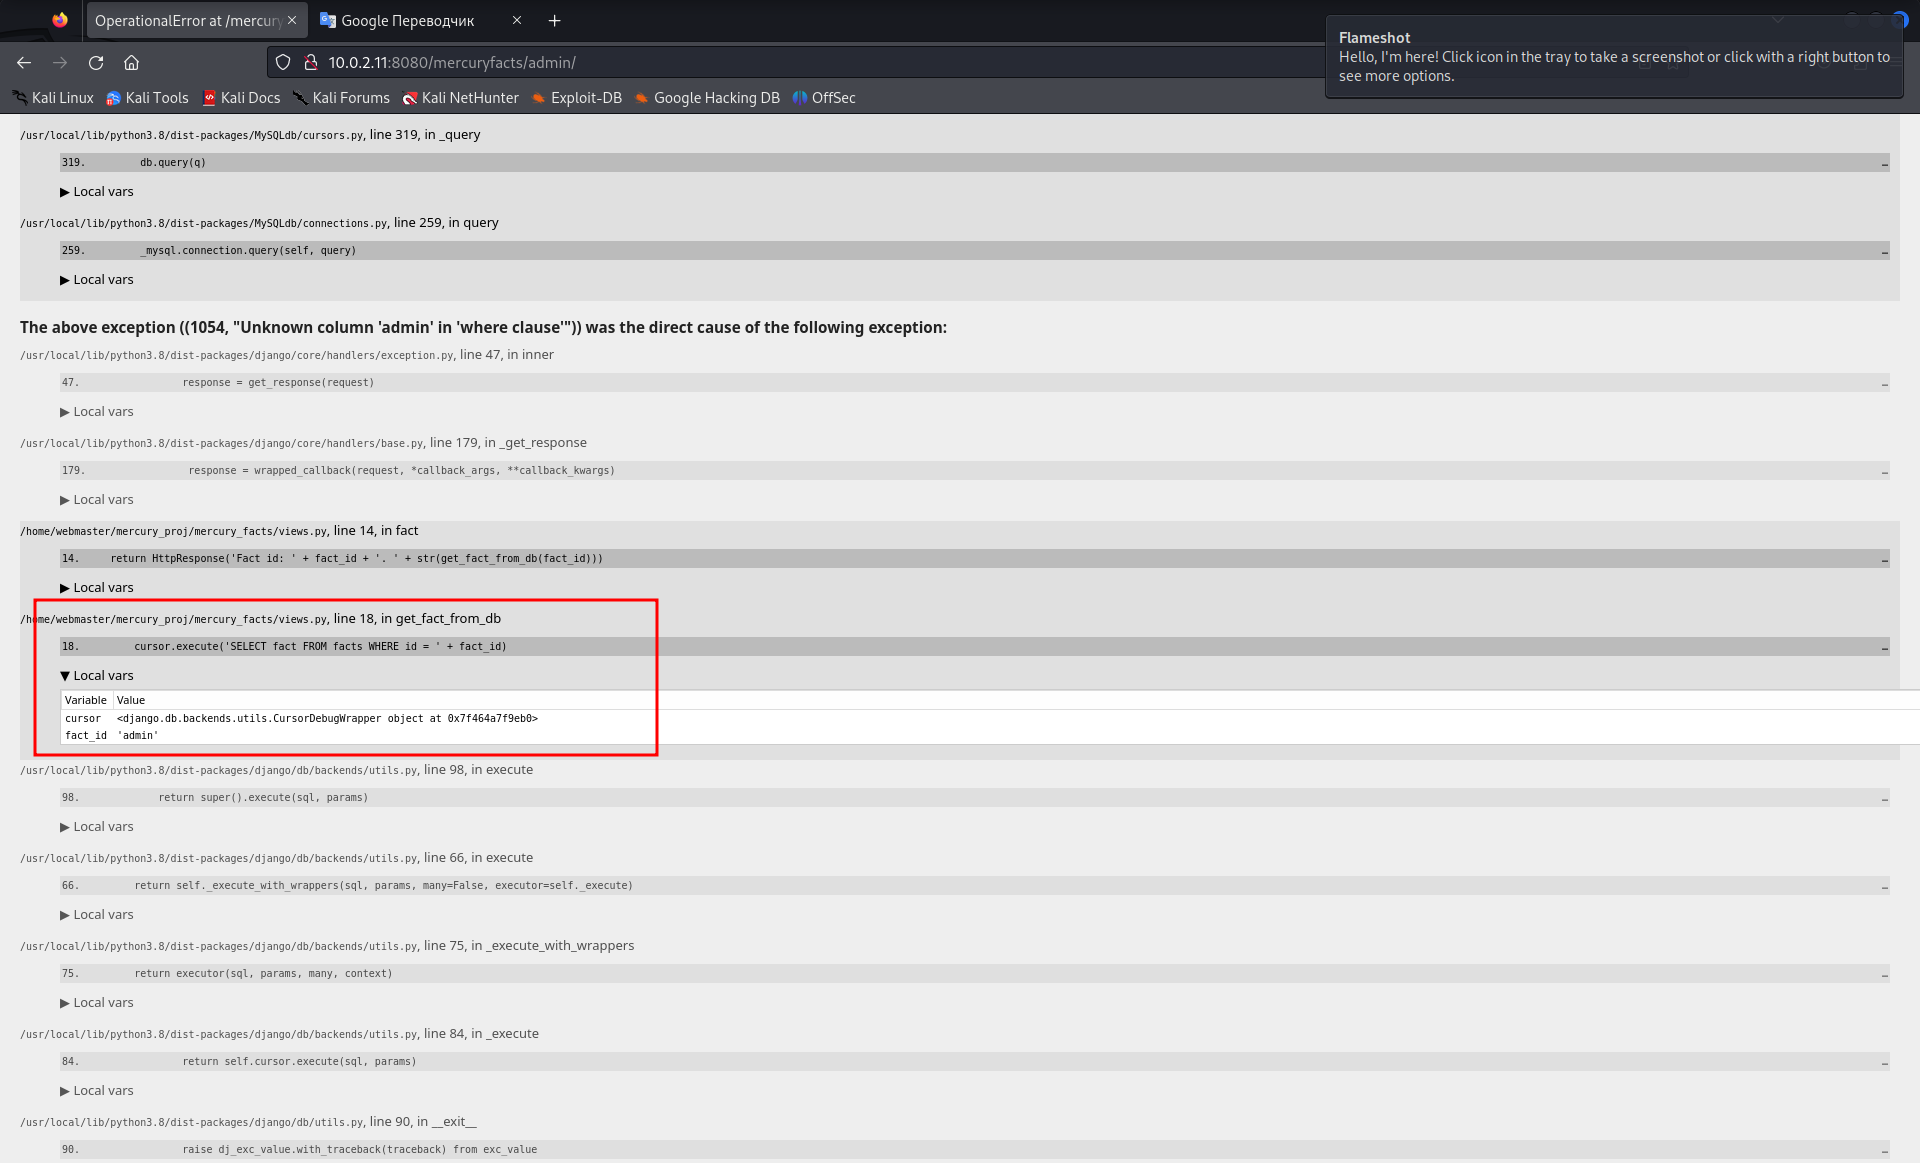 OperationalError at /mercury
Google Переводчик
Flameshot
Hello, I'm here! Click icon in the tray to take a screenshot or click with a right button to
see more options.
10.0.2.11:8080/mercuryfacts/admin/
Kali Linux Kali Tools Kali Docs Kali Forums Kali NetHunter Exploit-DB Google Hacking DB OffSec
/usr/local/lib/python3.8/dist-packages/MySQLdb/cursors.py, line 319, in _query
319. db.query(q)
▶ Local vars
/usr/local/lib/python3.8/dist-packages/MySQLdb/connections.py, line 259, in query
259. _mysql.connection.query(self, query)
▶ Local vars
The above exception ((1054, "Unknown column 'admin' in 'where clause'")) was the direct cause of the following exception:
/usr/local/lib/python3.8/dist-packages/django/core/handlers/exception.py, line 47, in inner
47. response = get_response(request)
▶ Local vars
/usr/local/lib/python3.8/dist-packages/django/core/handlers/base.py, line 179, in _get_response
179. response = wrapped_callback(request, *callback_args, **callback_kwargs)
▶ Local vars
/home/webmaster/mercury_proj/mercury_facts/views.py, line 14, in fact
14. return HttpResponse('Fact id: ' + fact_id + '. ' + str(get_fact_from_db(fact_id)))
▶ Local vars
/home/webmaster/mercury_proj/mercury_facts/views.py, line 18, in get_fact_from_db
18. cursor.execute('SELECT fact FROM facts WHERE id = ' + fact_id)
▼ Local vars
Variable Value
cursor <django.db.backends.utils.CursorDebugWrapper object at 0x7f464a7f9eb0>
fact_id 'admin'
/usr/local/lib/python3.8/dist-packages/django/db/backends/utils.py, line 98, in execute
98. return super().execute(sql, params)
▶ Local vars
/usr/local/lib/python3.8/dist-packages/django/db/backends/utils.py, line 66, in execute
66. return self._execute_with_wrappers(sql, params, many=False, executor=self._execute)
▶ Local vars
/usr/local/lib/python3.8/dist-packages/django/db/backends/utils.py, line 75, in _execute_with_wrappers
75. return executor(sql, params, many, context)
▶ Local vars
/usr/local/lib/python3.8/dist-packages/django/db/backends/utils.py, line 84, in _execute
84. return self.cursor.execute(sql, params)
▶ Local vars
/usr/local/lib/python3.8/dist-packages/django/db/utils.py, line 90, in __exit__
90. raise dj_exc_value.with_traceback(traceback) from exc_value